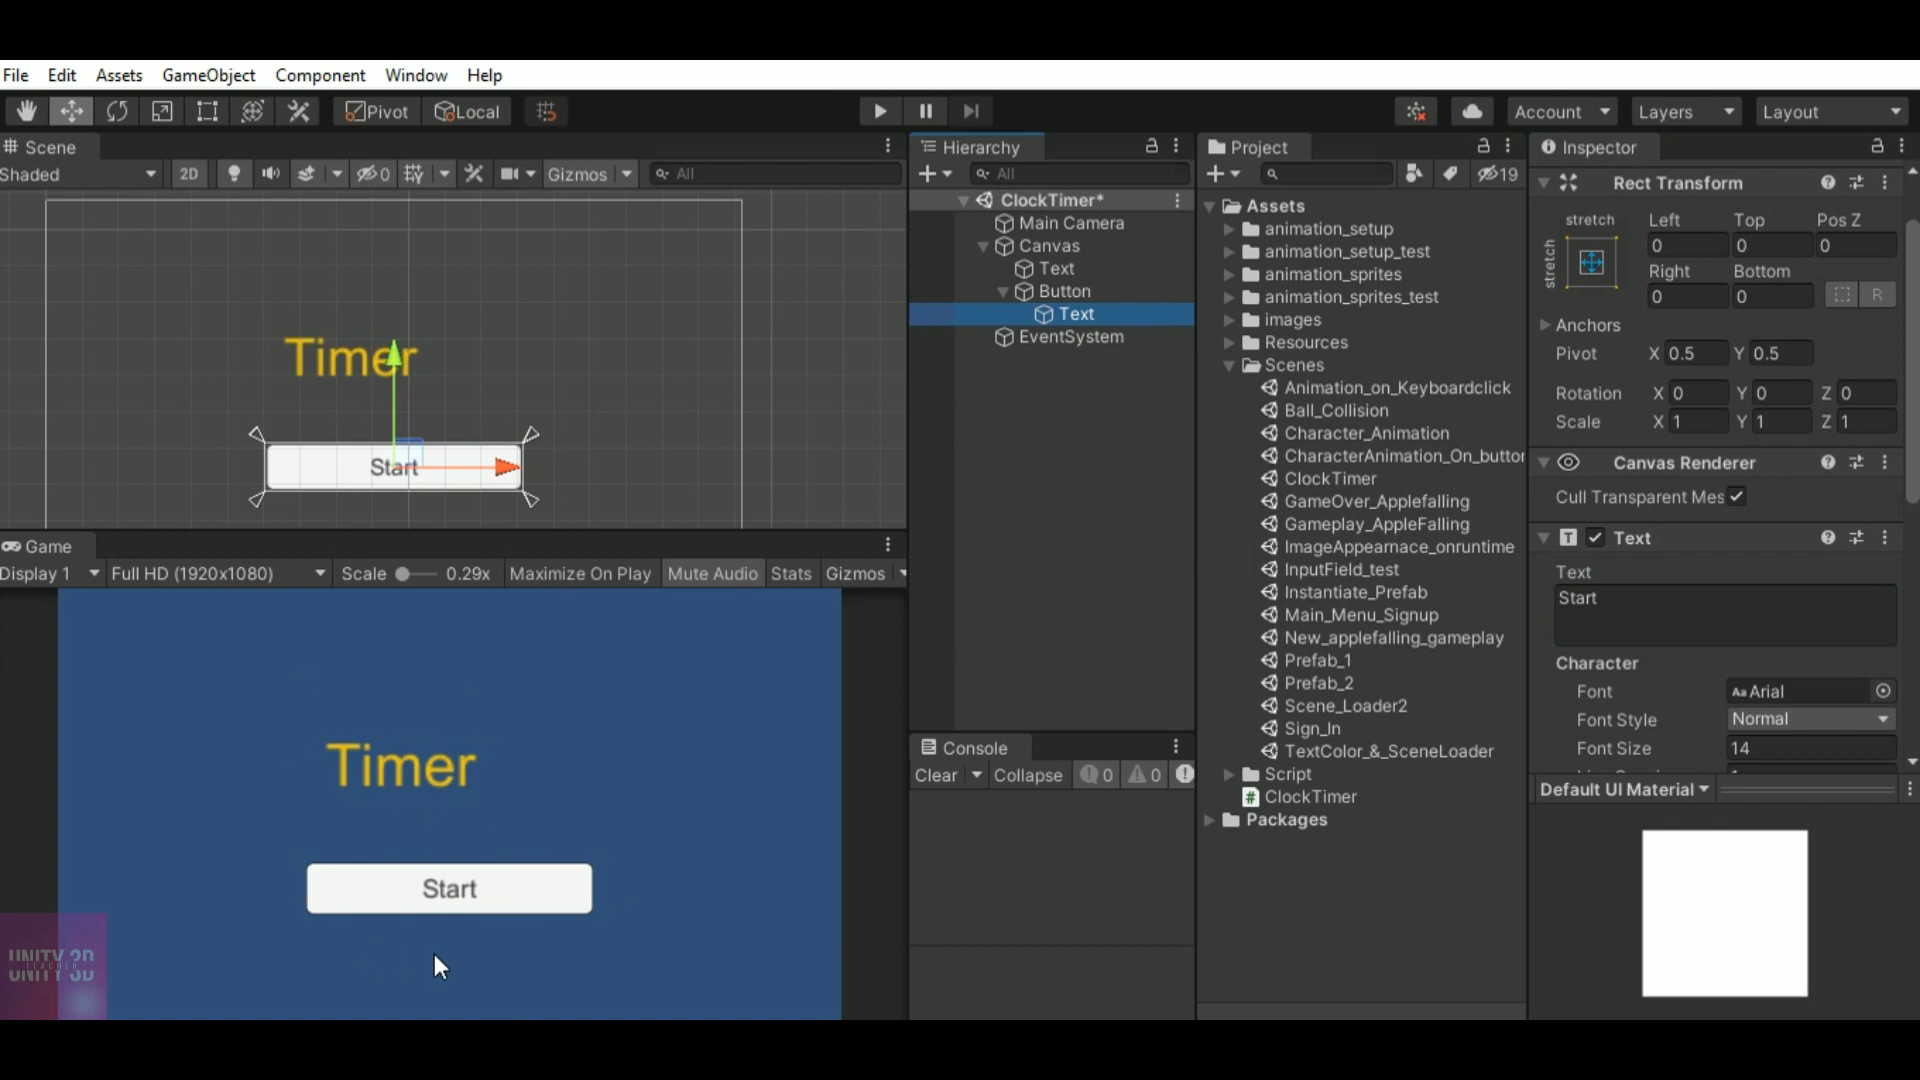 File Edit Assets GameObject Component Window Help
Pivot Local Account Layers Layout
Scene
Shaded 2D 0 Gizmos All
Timer
Start
Game
Display 1 Full HD (1920x1080) Scale 0.29x Maximize On Play Mute Audio Stats Gizmos
Timer
Start
UNITY 3D
Hierarchy
All
ClockTimer*
Main Camera
Canvas
Text
Button
Text
EventSystem
Console
Clear Collapse 0 0
Project
19
Assets
animation_setup
animation_setup_test
animation_sprites
animation_sprites_test
images
Resources
Scenes
Animation_on_Keyboardclick
Ball_Collision
Character_Animation
CharacterAnimation_On_button
ClockTimer
GameOver_Applefalling
Gameplay_AppleFalling
ImageAppearnace_onruntime
InputField_test
Instantiate_Prefab
Main_Menu_Signup
New_applefalling_gameplay
Prefab_1
Prefab_2
Scene_Loader2
Sign_In
TextColor_&_SceneLoader
Script
ClockTimer
Packages
Inspector
Rect Transform
stretch Left Top Pos Z
stretch 0 0 0
Right Bottom
0 0 R
Anchors
Pivot X 0.5 Y 0.5
Rotation X 0 Y 0 Z 0
Scale X 1 Y 1 Z 1
Canvas Renderer
Cull Transparent Mes
Text
Text
Start
Character
Font Aa Arial
Font Style Normal
Font Size 14
Default UI Material